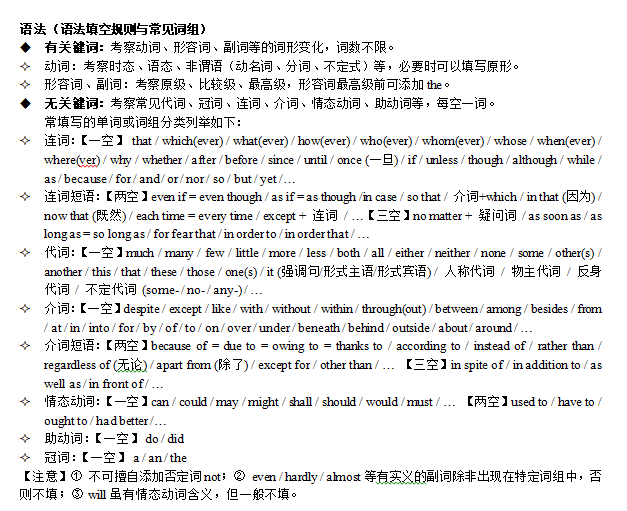 语法（语法填空规则与常见词组）
◆ 有关键词：考察动词、形容词、副词等的词形变化，词数不限。
✧ 动词：考察时态、语态、非谓语（动名词、分词、不定式）等，必要时可以填写原形。
✧ 形容词、副词：考察原级、比较级、最高级，形容词最高级前可添加 the。
◆ 无关键词：考察常见代词、冠词、连词、介词、情态动词、助动词等，每空一词。
常填写的单词或词组分类列举如下：
✧ 连词：【一空】 that / which(ever) / what(ever) / how(ever) / who(ever) / whom(ever) / whose / when(ever) /
where(ver) / why / whether / after / before / since / until / once (一旦) / if / unless / though / although / while /
as / because / for / and / or / nor / so / but / yet /…
✧ 连词短语：【两空】even if = even though / as if = as though /in case / so that / 介词+which / in that (因为) /
now that (既然) / each time = every time / except + 连词 / …【三空】no matter + 疑问词 / as soon as / as
long as = so long as / for fear that / in order to / in order that / …
✧ 代词：【一空】much / many / few / little / more / less / both / all / either / neither / none / some / other(s) /
another / this / that / these / those / one(s) / it (强调句/形式主语/形式宾语) / 人称代词 / 物主代词 / 反身
代词 / 不定代词 (some- / no- / any-) / …
✧ 介词：【一空】despite / except / like / with / without / within / through(out) / between / among / besides / from
/ at / in / into / for / by / of / to / on / over / under / beneath / behind / outside / about / around / …
✧ 介词短语：【两空】because of = due to = owing to = thanks to / according to / instead of / rather than /
regardless of (无论) / apart from (除了) / except for / other than / … 【三空】in spite of / in addition to / as
well as / in front of / …
✧ 情态动词：【一空】can / could / may / might / shall / should / would / must / … 【两空】used to / have to /
ought to / had better /…
✧ 助动词：【一空】 do / did
✧ 冠词：【一空】 a / an / the
【注意】① 不可擅自添加否定词 not；② even / hardly / almost 等有实义的副词除非出现在特定词组中，否
则不填；③ will 虽有情态动词含义，但一般不填。